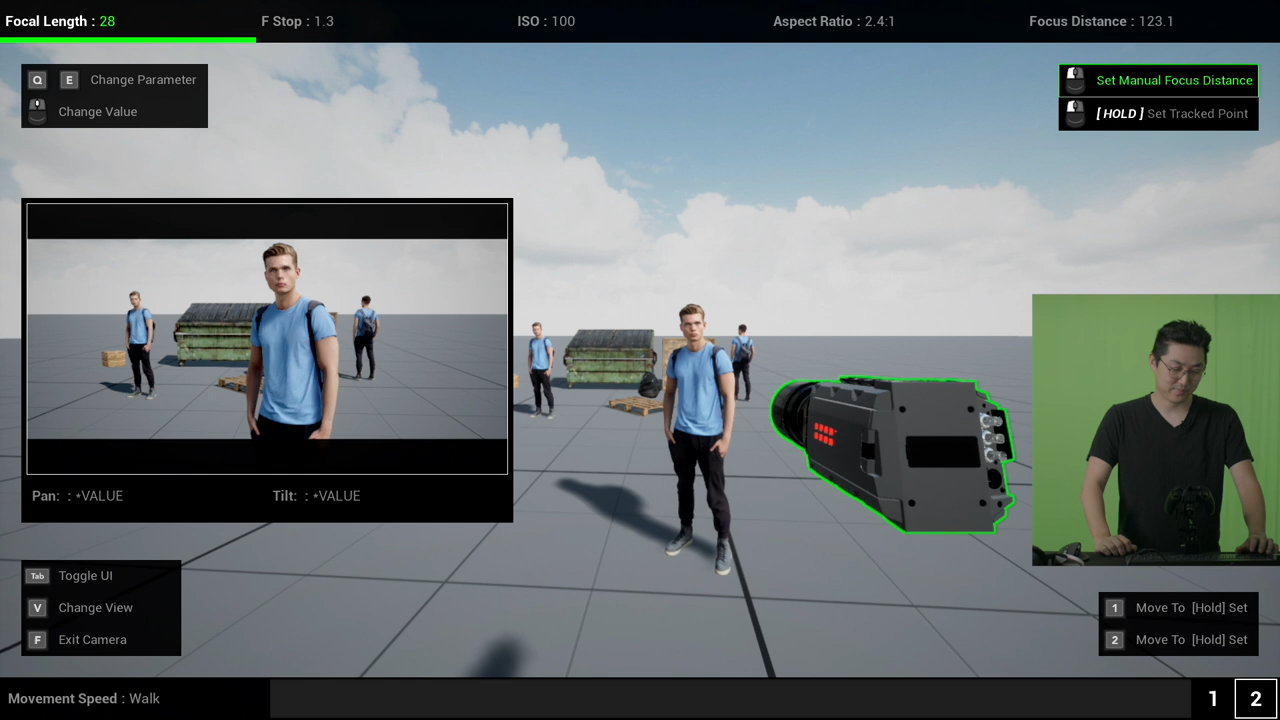 Focal Length : 28
F Stop : 1.3
ISO : 100
Aspect Ratio : 2.4:1
Focus Distance : 123.1
Q E Change Parameter
Change Value
Set Manual Focus Distance
[ HOLD ] Set Tracked Point
Pan: : *VALUE
Tilt: : *VALUE
Tab Toggle UI
V Change View
F Exit Camera
1 Move To [Hold] Set
2 Move To [Hold] Set
Movement Speed : Walk
1 2